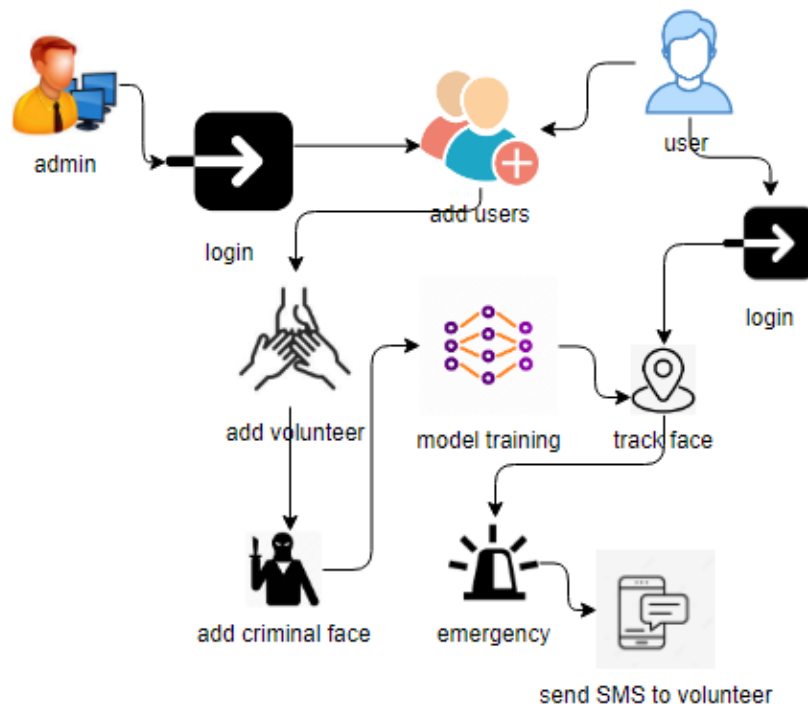 admin
user
add users
login
login
add volunteer
model training
track face
add criminal face
emergency
send SMS to volunteer